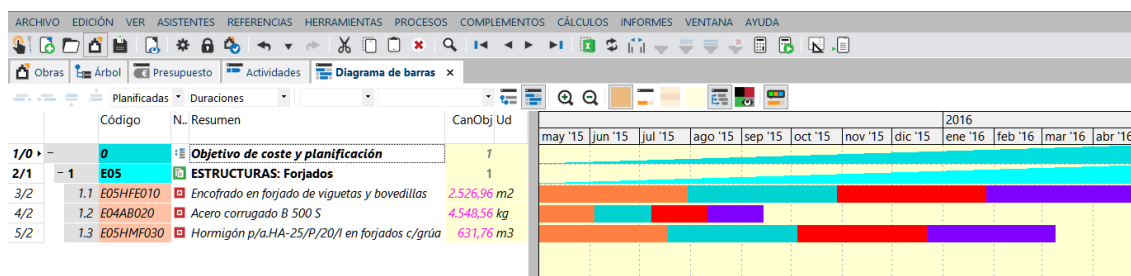 ARCHIVO EDICIÓN VER ASISTENTES REFERENCIAS HERRAMIENTAS PROCESOS COMPLEMENTOS CÁLCULOS INFORMES VENTANA AYUDA
Obras Árbol Presupuesto Actividades Diagrama de barras ×
Planificadas Duraciones
Código N.. Resumen CanObj Ud
2016
may '15 jun '15 jul '15 ago '15 sep '15 oct '15 nov '15 dic '15 ene '16 feb '16 mar '16 abr '16
1/0 - 0 Objetivo de coste y planificación 1
2/1 - 1 E05 ESTRUCTURAS: Forjados 1
3/2 1.1 E05HFE010 Encofrado en forjado de viguetas y bovedillas 2.526,96 m2
4/2 1.2 E04AB020 Acero corrugado B 500 S 4.548,56 kg
5/2 1.3 E05HMF030 Hormigón p/a.HA-25/P/20/I en forjados c/grúa 631,76 m3